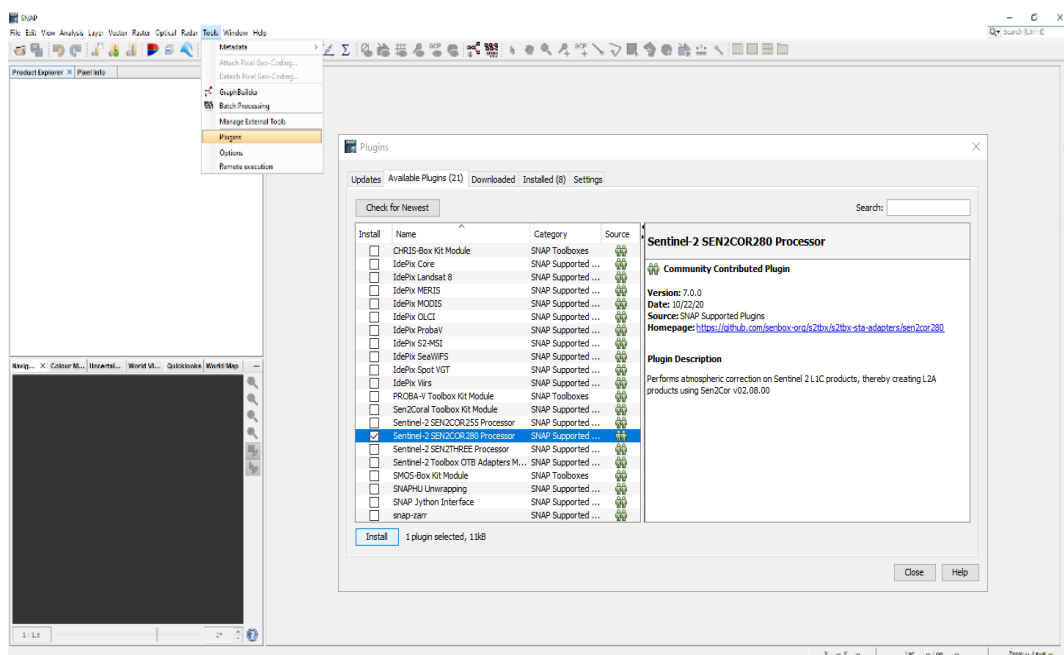 SNAP
File Edit View Analysis Layer Vector Raster Optical Radar Tools Window Help
Search (Ctrl+I)
Product Explorer × Pixel Info
Metadata
Attach Pixel Geo-Coding...
Detach Pixel Geo-Coding...
GraphBuilder
Batch Processing
Manage External Tools
Plugins
Options
Remote execution
Plugins
Updates Available Plugins (21) Downloaded Installed (8) Settings
Check for Newest Search:
Install Name Category Source
CHRIS-Box Kit Module SNAP Toolboxes
IdePix Core SNAP Supported ...
IdePix Landsat 8 SNAP Supported ...
IdePix MERIS SNAP Supported ...
IdePix MODIS SNAP Supported ...
IdePix OLCI SNAP Supported ...
IdePix ProbaV SNAP Supported ...
IdePix S2-MSI SNAP Supported ...
IdePix SeaWiFS SNAP Supported ...
IdePix Spot VGT SNAP Supported ...
IdePix Viirs SNAP Supported ...
PROBA-V Toolbox Kit Module SNAP Toolboxes
Sen2Coral Toolbox Kit Module SNAP Supported ...
Sentinel-2 SEN2COR255 Processor SNAP Supported ...
Sentinel-2 SEN2COR280 Processor SNAP Supported ...
Sentinel-2 SEN2THREE Processor SNAP Supported ...
Sentinel-2 Toolbox OTB Adapters M... SNAP Supported ...
SMOS-Box Kit Module SNAP Toolboxes
SNAPHU Unwrapping SNAP Supported ...
SNAP Jython Interface SNAP Supported ...
snap-zarr SNAP Supported ...
Sentinel-2 SEN2COR280 Processor
Community Contributed Plugin
Version: 7.0.0
Date: 10/22/20
Source: SNAP Supported Plugins
Homepage: https://github.com/senbox-org/s2tbx/s2tbx-sta-adapters/sen2cor280
Plugin Description
Performs atmospheric correction on Sentinel 2 L1C products, thereby creating L2A
products using Sen2Cor v02.08.00
Install 1 plugin selected, 11kB
Close Help
Navig... × Colour M... Uncertai... World Vi... Quicklooks World Map